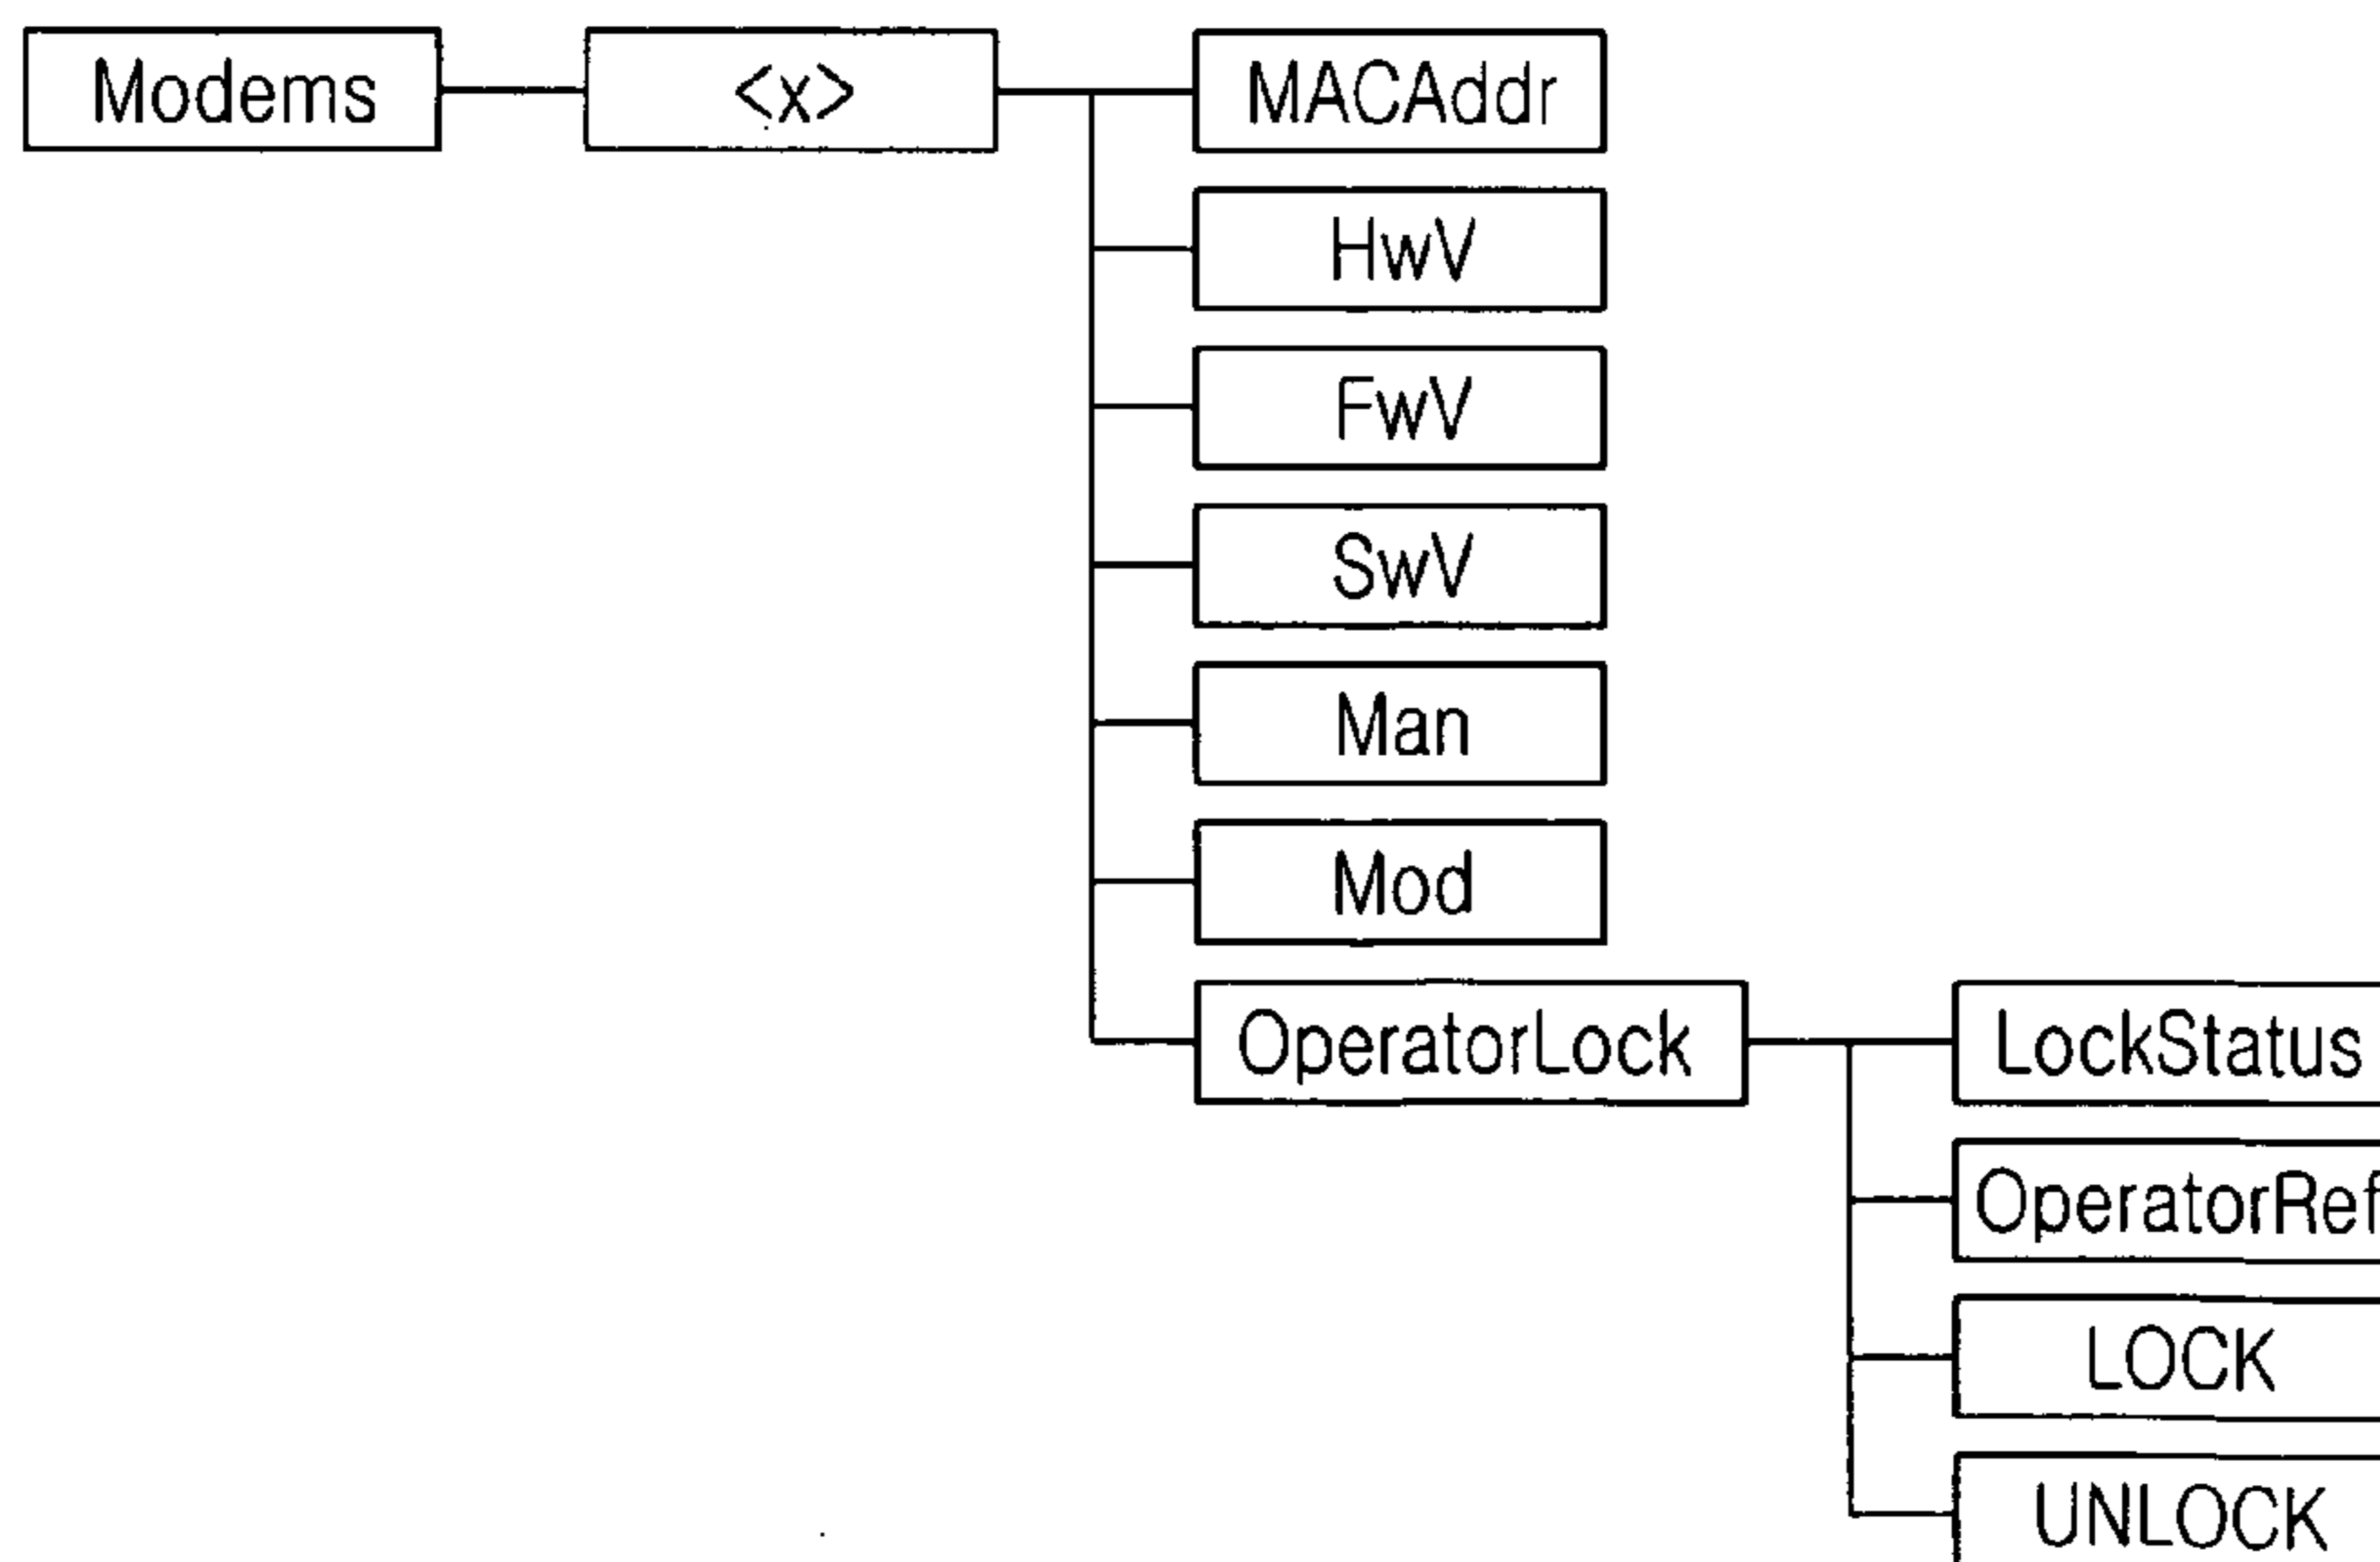 Modems
<x>
MACAddr
HwV
FwV
SwV
Man
Mod
OperatorLock
LockStatus
OperatorRef
LOCK
UNLOCK